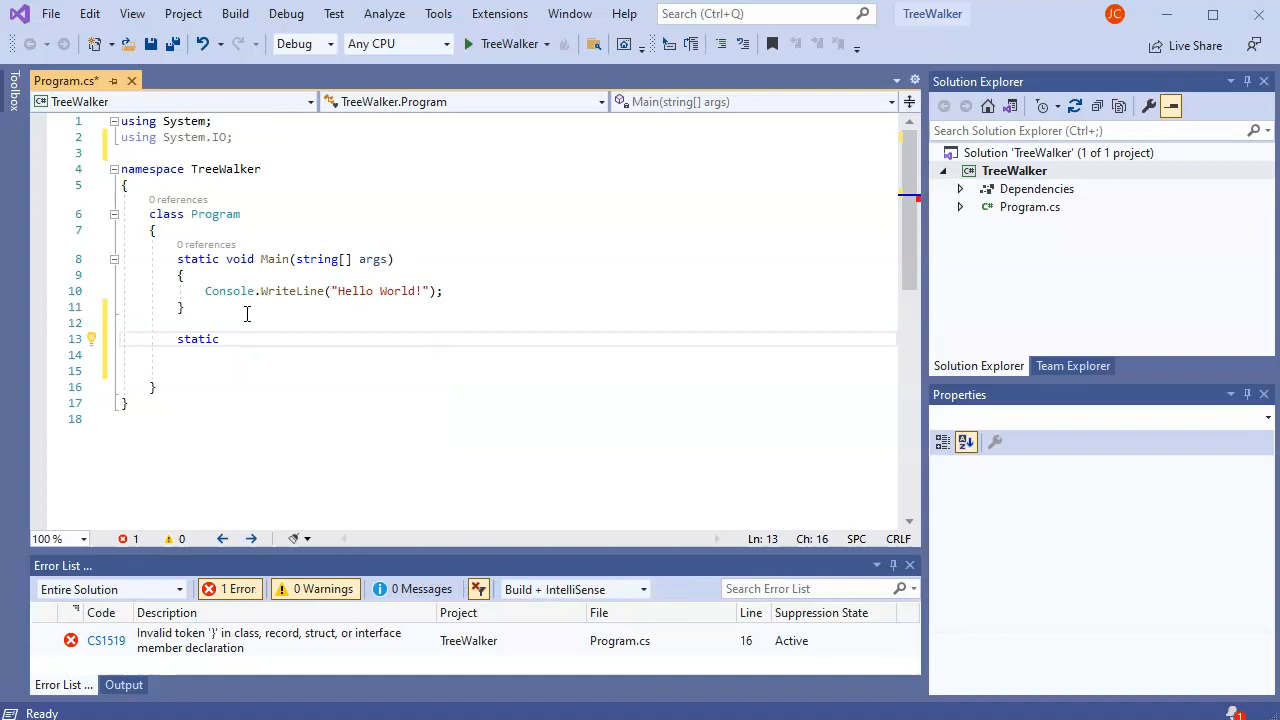 File Edit View Project Build Debug Test Analyze Tools Extensions Window Help Search (Ctrl+Q) TreeWalker JC
Debug Any CPU TreeWalker Live Share
Toolbox
Program.cs*
TreeWalker TreeWalker.Program Main(string[] args)
1 using System;
2 using System.IO;
3
4 namespace TreeWalker
5 {
0 references
6 class Program
7 {
0 references
8 static void Main(string[] args)
9 {
10 Console.WriteLine("Hello World!");
11 }
12
13 static
14
15
16 }
17 }
18
100 % 1 0 Ln: 13 Ch: 16 SPC CRLF
Error List ...
Entire Solution 1 Error 0 Warnings 0 Messages Build + IntelliSense Search Error List
Code Description Project File Line Suppression State
CS1519 Invalid token '}' in class, record, struct, or interface member declaration TreeWalker Program.cs 16 Active
Error List ... Output
Solution Explorer
Search Solution Explorer (Ctrl+;)
Solution 'TreeWalker' (1 of 1 project)
TreeWalker
Dependencies
Program.cs
Solution Explorer Team Explorer
Properties
Ready 1